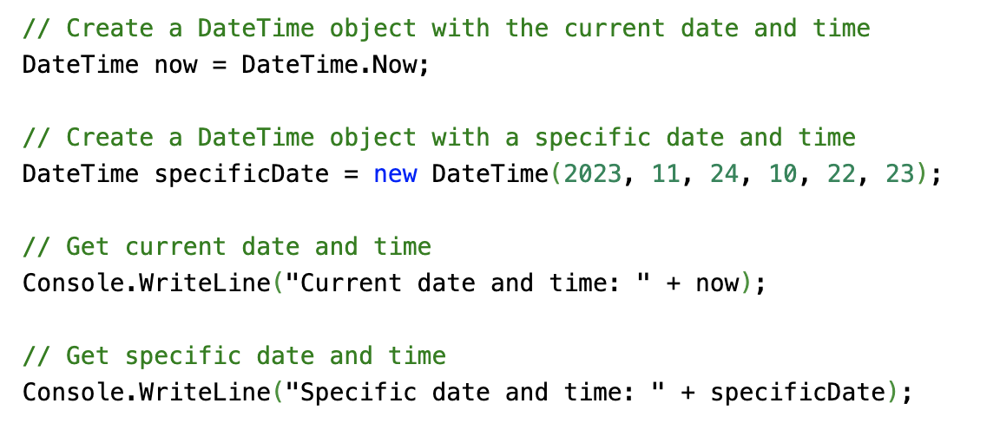 // Create a DateTime object with the current date and time
DateTime now = DateTime.Now;
// Create a DateTime object with a specific date and time
DateTime specificDate = new DateTime(2023, 11, 24, 10, 22, 23);
// Get current date and time
Console.WriteLine("Current date and time: " + now);
// Get specific date and time
Console.WriteLine("Specific date and time: " + specificDate);